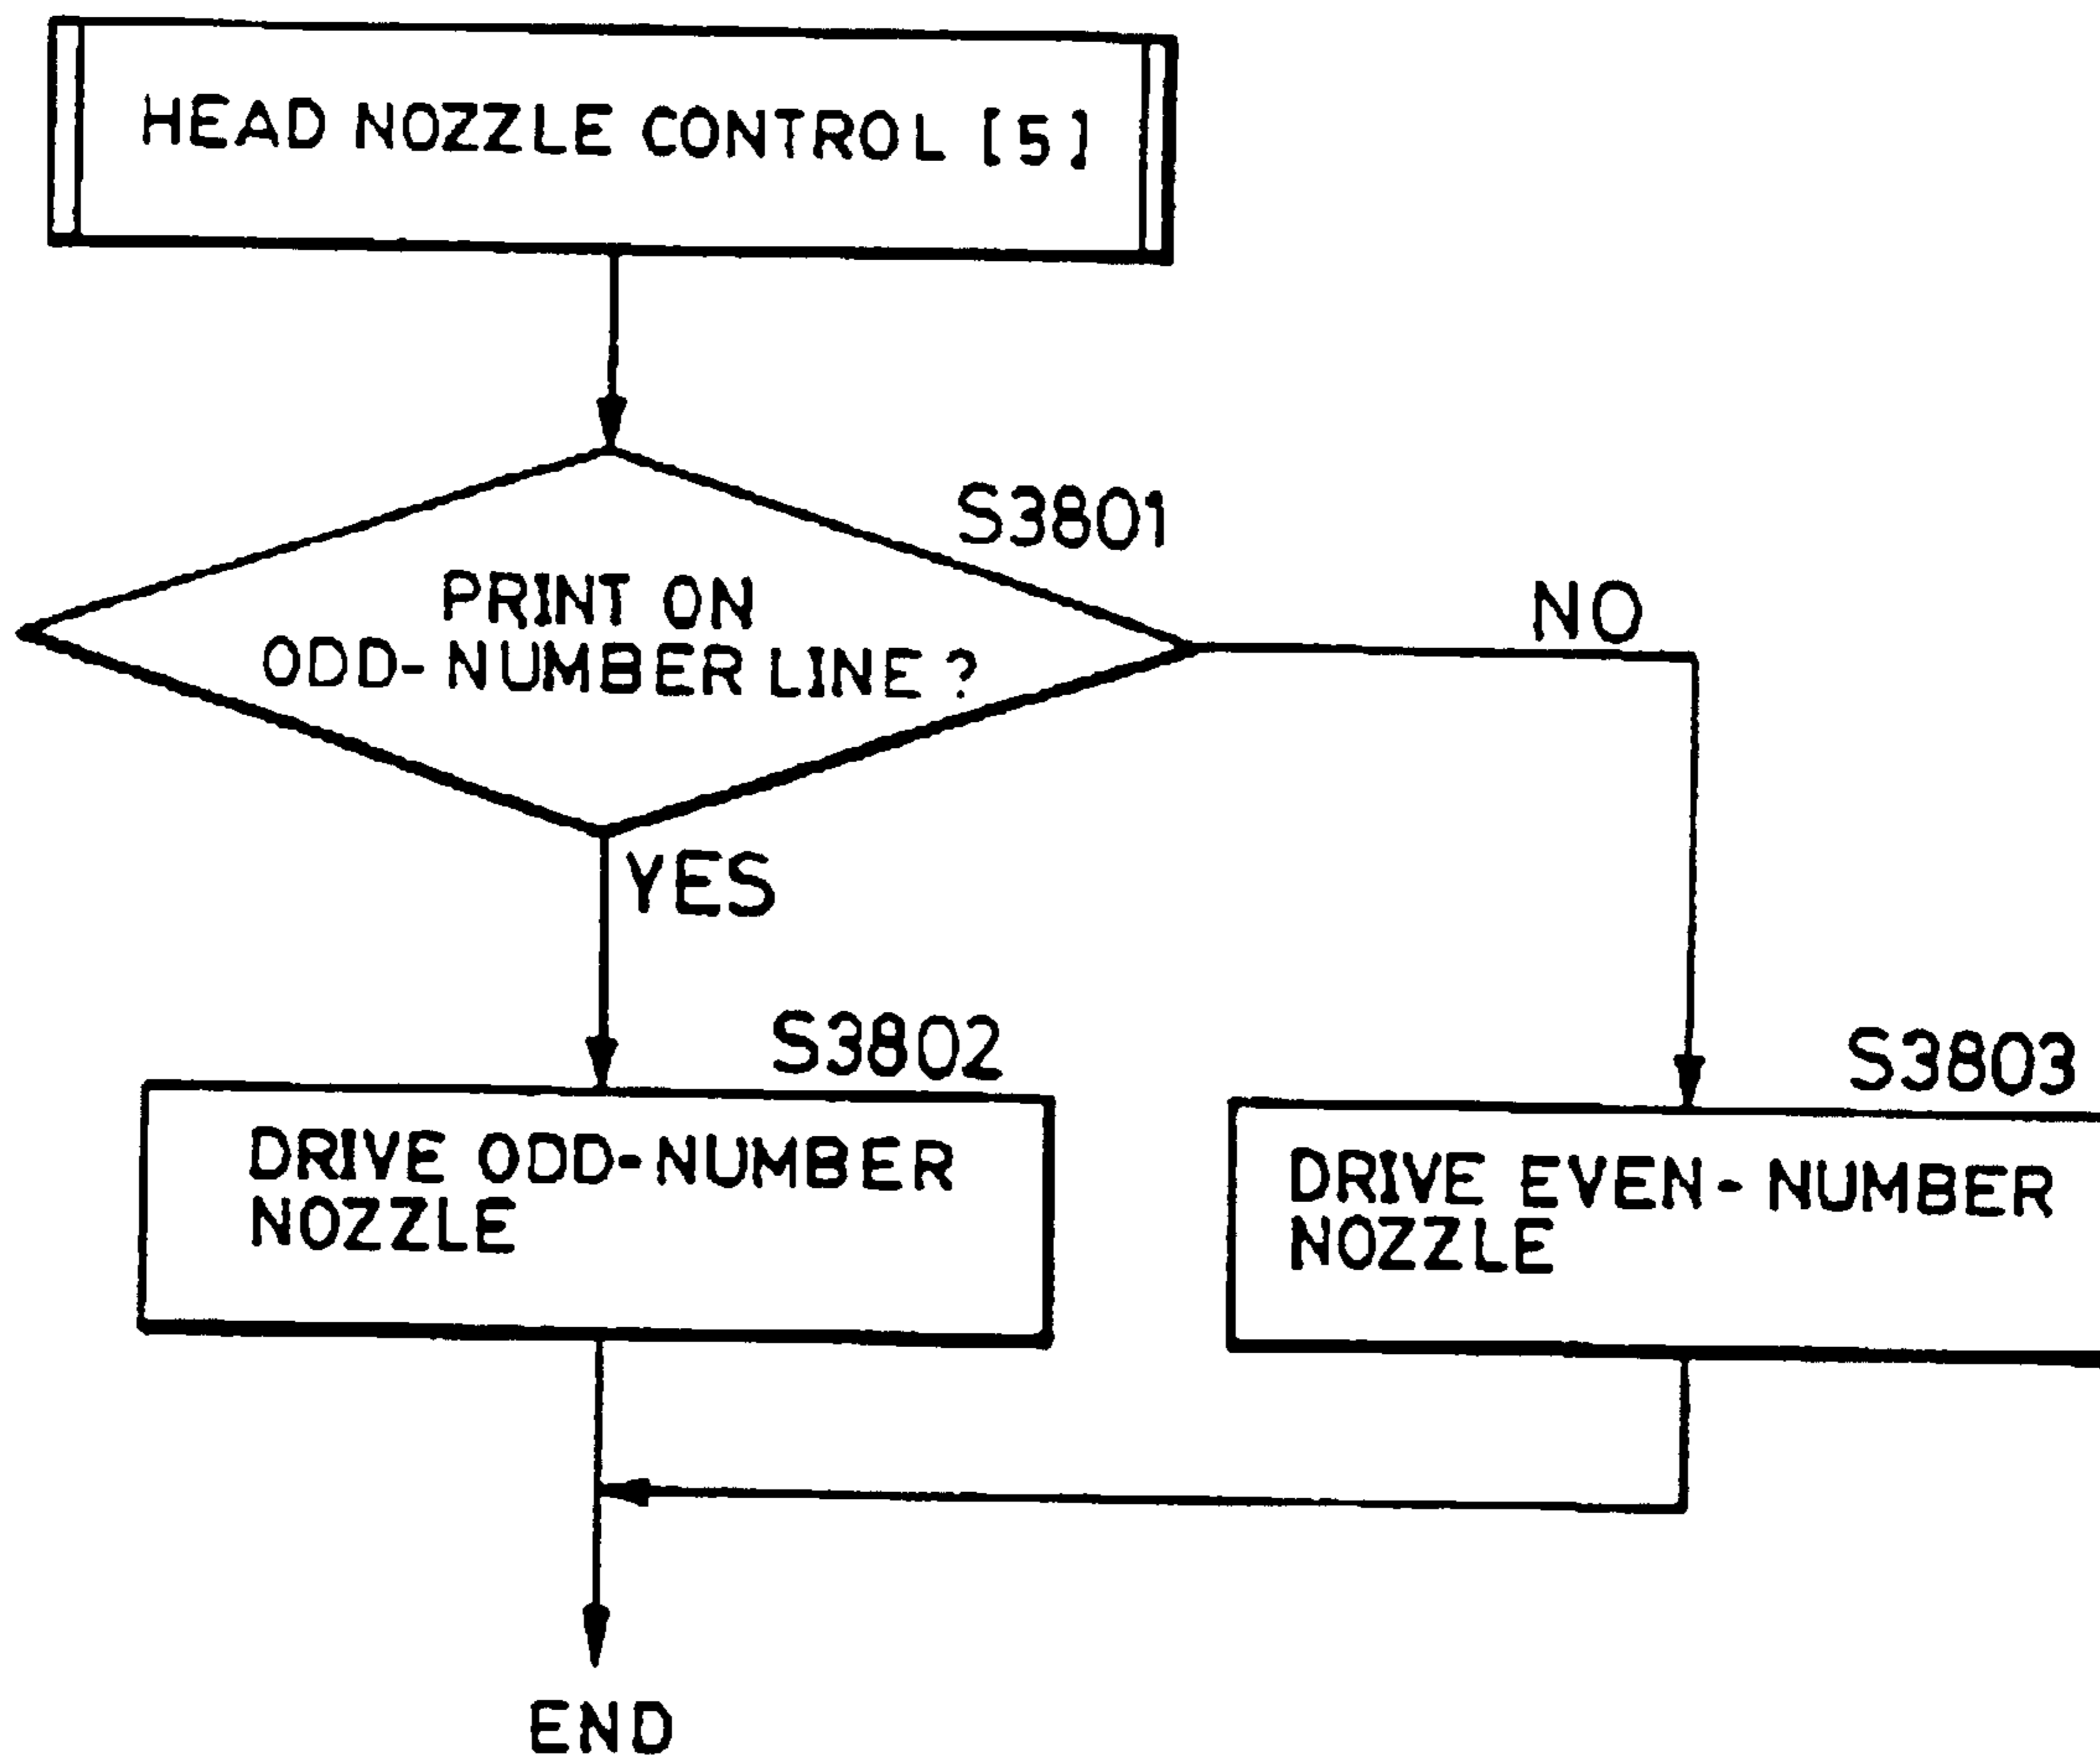 HEAD NOZZLE CONTROL [5]
S3801
PRINT ON
ODD-NUMBER LINE ?
NO
YES
S3802
DRIVE ODD-NUMBER
NOZZLE
S3803
DRIVE EVEN-NUMBER
NOZZLE
END